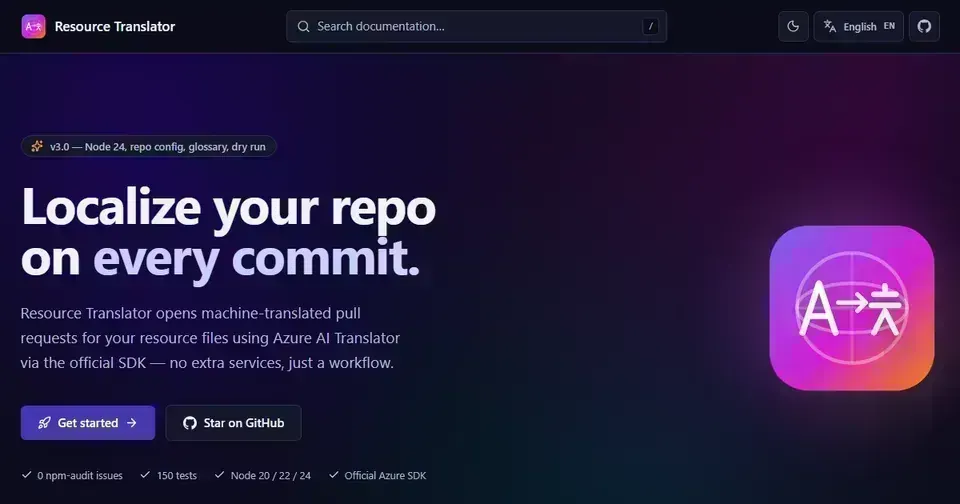 Resource Translator
Search documentation...
/
English EN
v3.0 — Node 24, repo config, glossary, dry run
Localize your repo
on every commit.
Resource Translator opens machine-translated pull
requests for your resource files using Azure AI Translator
via the official SDK — no extra services, just a workflow.
Get started
Star on GitHub
0 npm-audit issues
150 tests
Node 20 / 22 / 24
Official Azure SDK